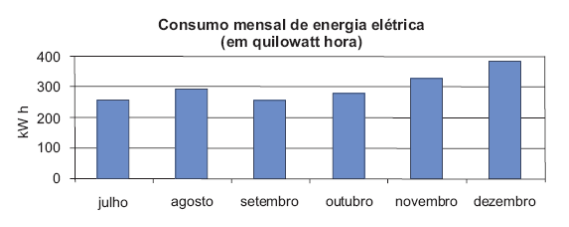 Consumo mensal de energia elétrica
(em quilowatt hora)
400
300
200
100
0
kW h
julho agosto setembro outubro novembro dezembro